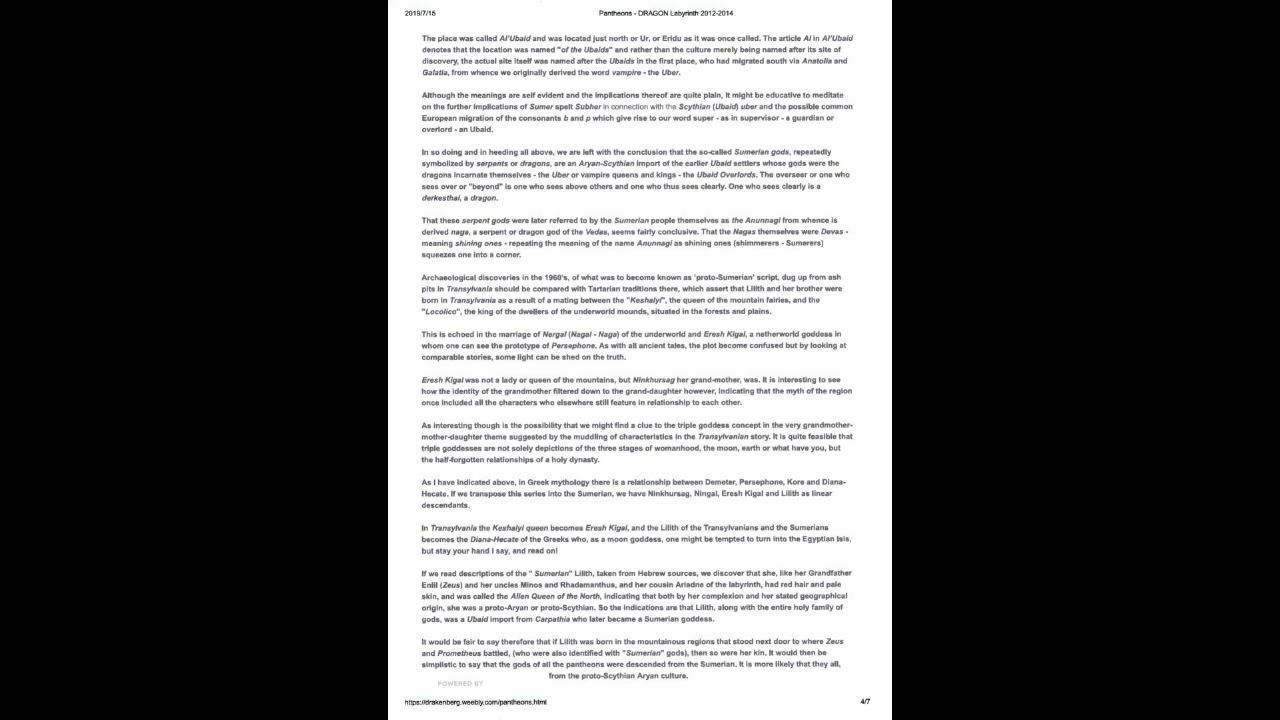 2019/7/15
Pantheons - DRAGON Labyrinth 2012-2014
The place was called Al'Ubaid and was located just north or Ur, or Eridu as it was once called. The article Al in Al'Ubaid
denotes that the location was named "of the Ubaids" and rather than the culture merely being named after its site of
discovery, the actual site itself was named after the Ubaids in the first place, who had migrated south via Anatolia and
Galatia, from whence we originally derived the word vampire - the Uber.
Although the meanings are self evident and the implications thereof are quite plain, it might be educative to meditate
on the further implications of Sumer spelt Subher in connection with the Scythian (Ubaid) uber and the possible common
European migration of the consonants b and p which give rise to our word super - as in supervisor - a guardian or
overlord - an Ubaid.
In so doing and in heeding all above, we are left with the conclusion that the so-called Sumerian gods, repeatedly
symbolized by serpents or dragons, are an Aryan-Scythian import of the earlier Ubaid settlers whose gods were the
dragons incarnate themselves - the Uber or vampire queens and kings - the Ubaid Overlords. The overseer or one who
sees over or "beyond" is one who sees above others and one who thus sees clearly. One who sees clearly is a
derkesthai, a dragon.
That these serpent gods were later referred to by the Sumerian people themselves as the Anunnagi from whence is
derived naga, a serpent or dragon god of the Vedas, seems fairly conclusive. That the Nagas themselves were Devas -
meaning shining ones - repeating the meaning of the name Anunnagi as shining ones (shimmerers - Sumerers)
squeezes one into a corner.
Archaeological discoveries in the 1960's, of what was to become known as 'proto-Sumerian' script, dug up from ash
pits in Transylvania should be compared with Tartarian traditions there, which assert that Lilith and her brother were
born in Transylvania as a result of a mating between the "Keshalyi", the queen of the mountain fairies, and the
"Locolico", the king of the dwellers of the underworld mounds, situated in the forests and plains.
This is echoed in the marriage of Nergal (Nagal - Naga) of the underworld and Eresh Kigal, a netherworld goddess in
whom one can see the prototype of Persephone. As with all ancient tales, the plot become confused but by looking at
comparable stories, some light can be shed on the truth.
Eresh Kigal was not a lady or queen of the mountains, but Ninkhursag her grand-mother, was. It is interesting to see
how the identity of the grandmother filtered down to the grand-daughter however, indicating that the myth of the region
once included all the characters who elsewhere still feature in relationship to each other.
As interesting though is the possibility that we might find a clue to the triple goddess concept in the very grandmother-
mother-daughter theme suggested by the muddling of characteristics in the Transylvanian story. It is quite feasible that
triple goddesses are not solely depictions of the three stages of womanhood, the moon, earth or what have you, but
the half-forgotten relationships of a holy dynasty.
As I have indicated above, in Greek mythology there is a relationship between Demeter, Persephone, Kore and Diana-
Hecate. If we transpose this series into the Sumerian, we have Ninkhursag, Ningal, Eresh Kigal and Lilith as linear
descendants.
In Transylvania the Keshalyi queen becomes Eresh Kigal, and the Lilith of the Transylvanians and the Sumerians
becomes the Diana-Hecate of the Greeks who, as a moon goddess, one might be tempted to turn into the Egyptian Isis,
but stay your hand I say, and read on!
If we read descriptions of the " Sumerian" Lilith, taken from Hebrew sources, we discover that she, like her Grandfather
Enlil (Zeus) and her uncles Minos and Rhadamanthus, and her cousin Ariadne of the labyrinth, had red hair and pale
skin, and was called the Alien Queen of the North, indicating that both by her complexion and her stated geographical
origin, she was a proto-Aryan or proto-Scythian. So the indications are that Lilith, along with the entire holy family of
gods, was a Ubaid import from Carpathia who later became a Sumerian goddess.
It would be fair to say therefore that if Lilith was born in the mountainous regions that stood next door to where Zeus
and Prometheus battled, (who were also identified with "Sumerian" gods), then so were her kin. It would then be
simplistic to say that the gods of all the pantheons were descended from the Sumerian. It is more likely that they all,
from the proto-Scythian Aryan culture.
POWERED BY
https://drakenberg.weebly.com/pantheons.html
4/7